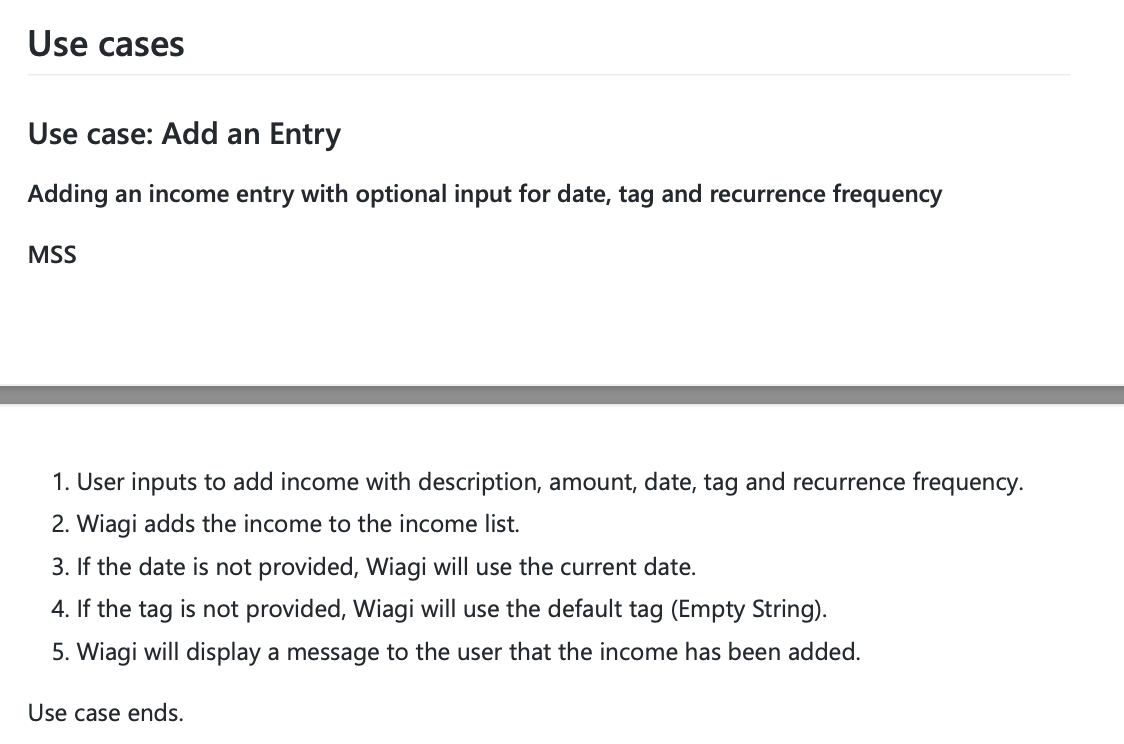 Use cases
Use case: Add an Entry
Adding an income entry with optional input for date, tag and recurrence frequency
MSS
1. User inputs to add income with description, amount, date, tag and recurrence frequency.
2. Wiagi adds the income to the income list.
3. If the date is not provided, Wiagi will use the current date.
4. If the tag is not provided, Wiagi will use the default tag (Empty String).
5. Wiagi will display a message to the user that the income has been added.
Use case ends.